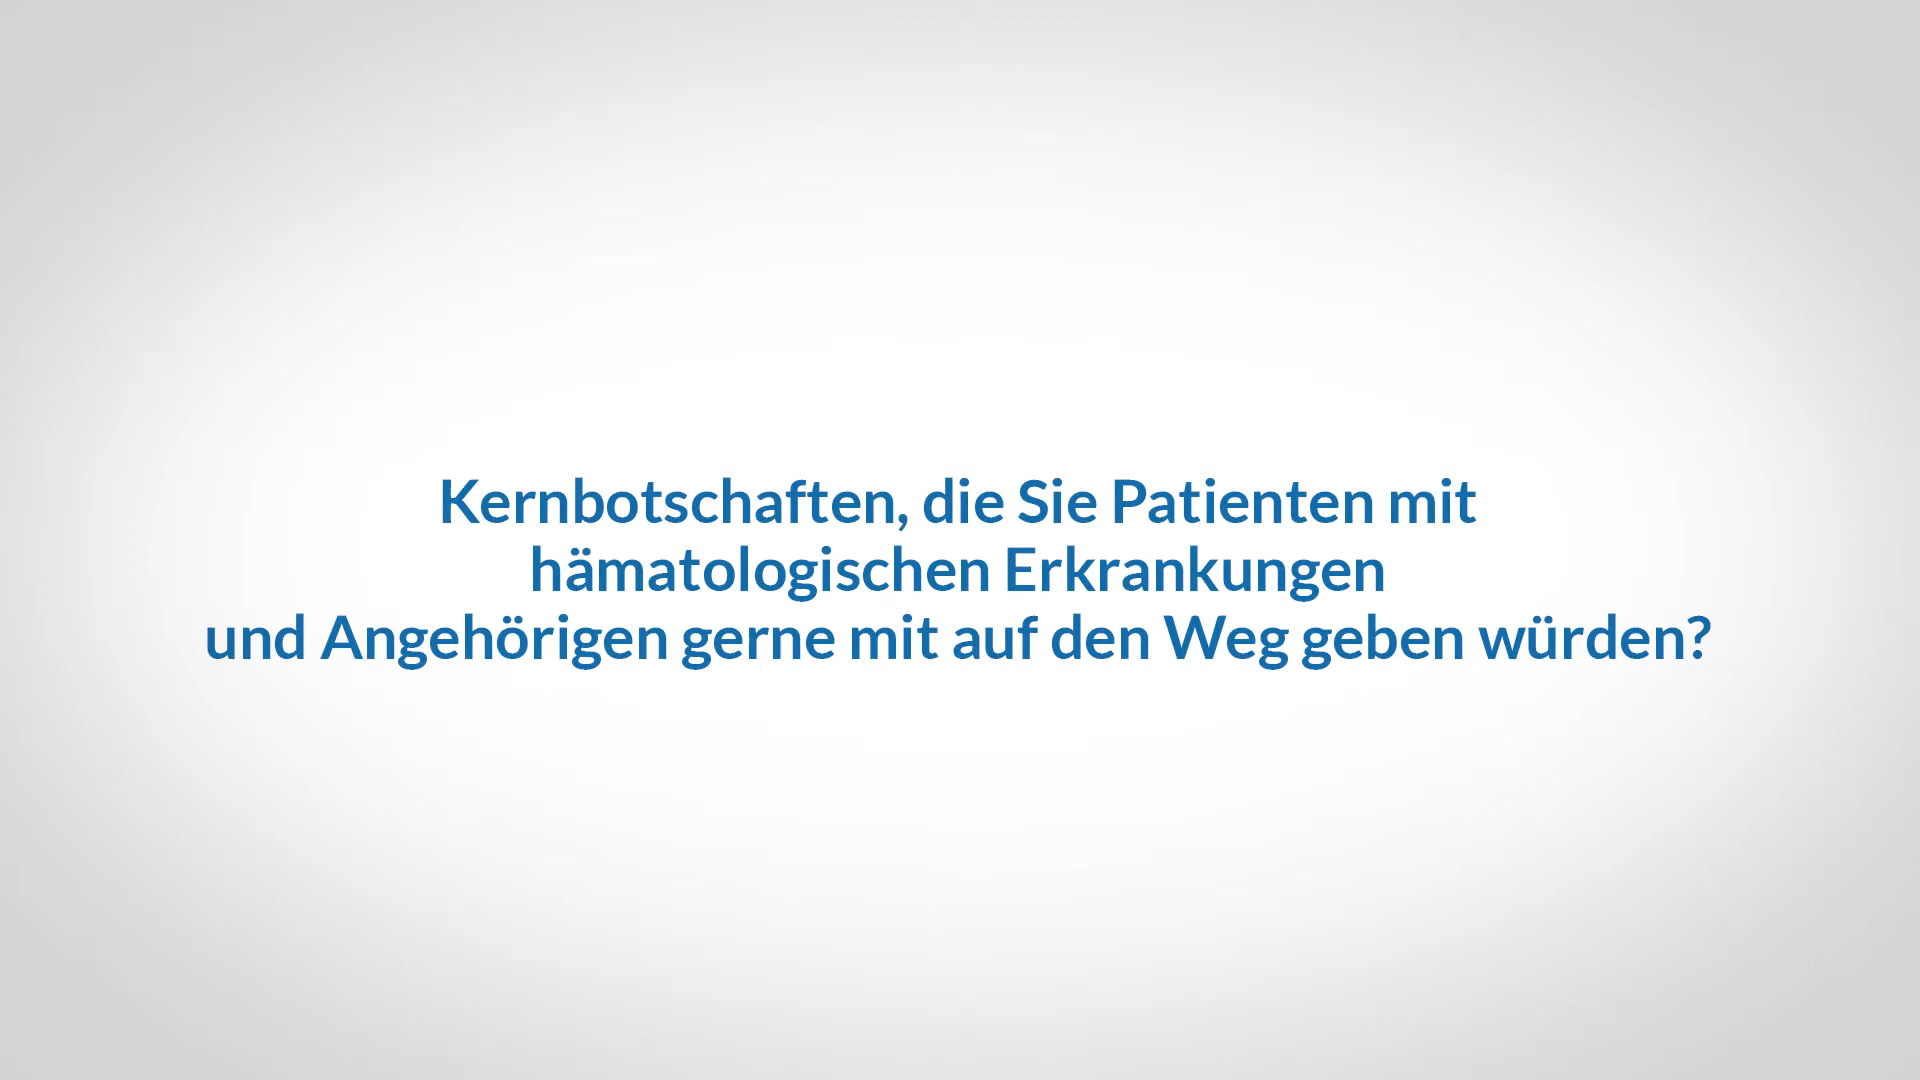 Kernbotschaften, die Sie Patienten mit
hämatologischen Erkrankungen
und Angehörigen gerne mit auf den Weg geben würden?